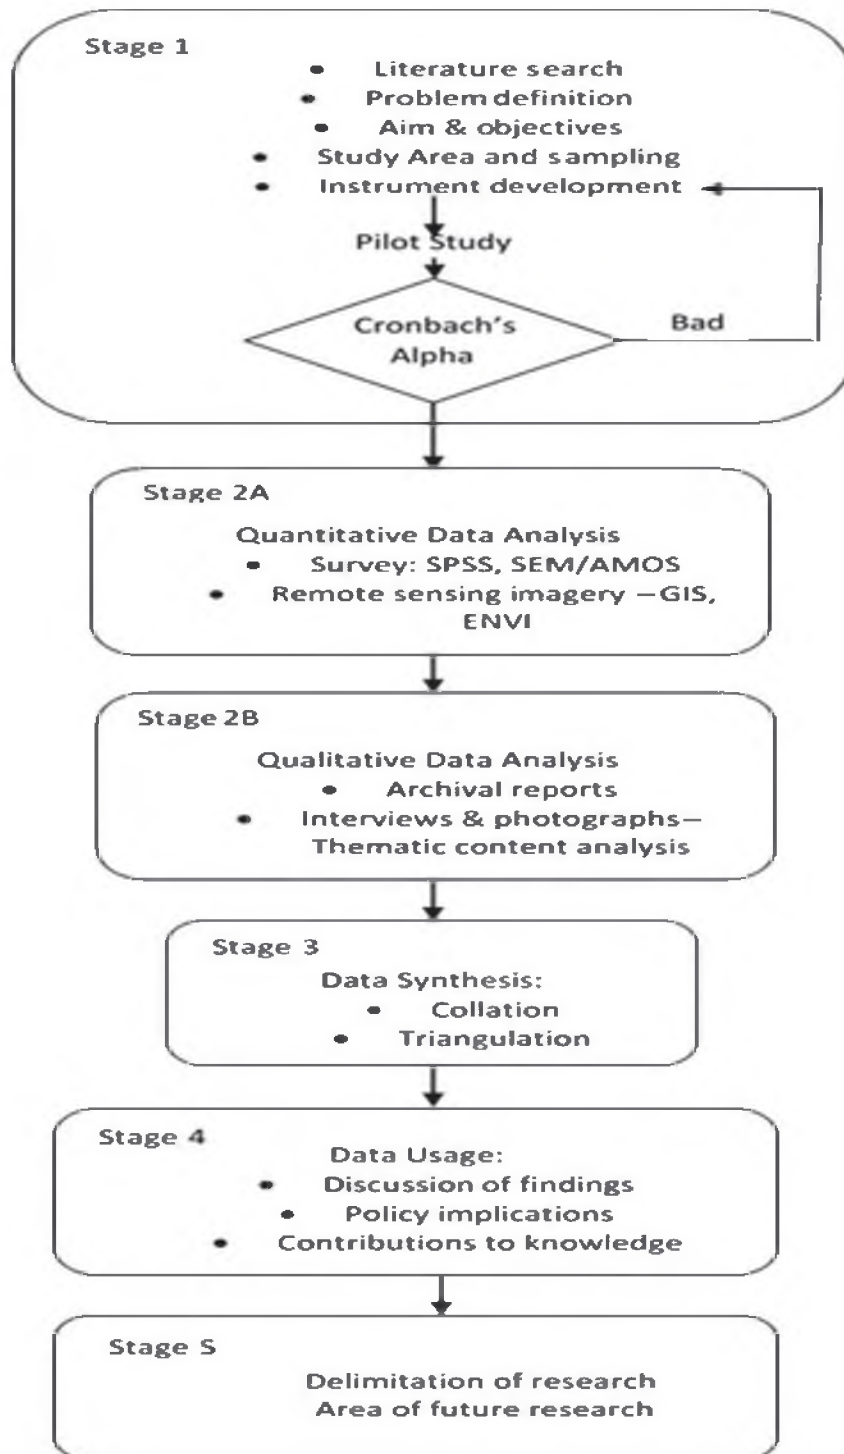 Stage 1
• Literature search
• Problem definition
• Aim & objectives
• Study Area and sampling
• Instrument development
Pilot Study
Cronbach's
Alpha
Bad
Stage 2A
Quantitative Data Analysis
• Survey: SPSS, SEM/AMOS
• Remote sensing imagery –GIS,
ENVI
Stage 2B
Qualitative Data Analysis
• Archival reports
• Interviews & photographs–
Thematic content analysis
Stage 3
Data Synthesis:
• Collation
• Triangulation
Stage 4
Data Usage:
• Discussion of findings
• Policy implications
• Contributions to knowledge
Stage 5
Delimitation of research
Area of future research